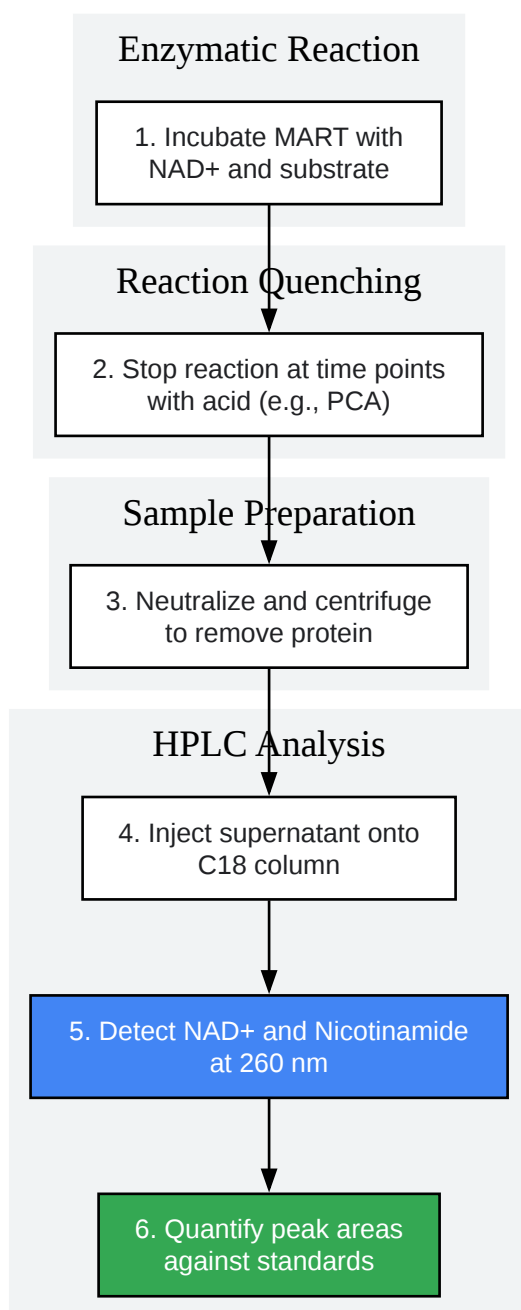 Enzymatic Reaction
1. Incubate MART with
NAD+ and substrate
Reaction Quenching
2. Stop reaction at time points
with acid (e.g., PCA)
Sample Preparation
3. Neutralize and centrifuge
to remove protein
HPLC Analysis
4. Inject supernatant onto
C18 column
5. Detect NAD+ and Nicotinamide
at 260 nm
6. Quantify peak areas
against standards